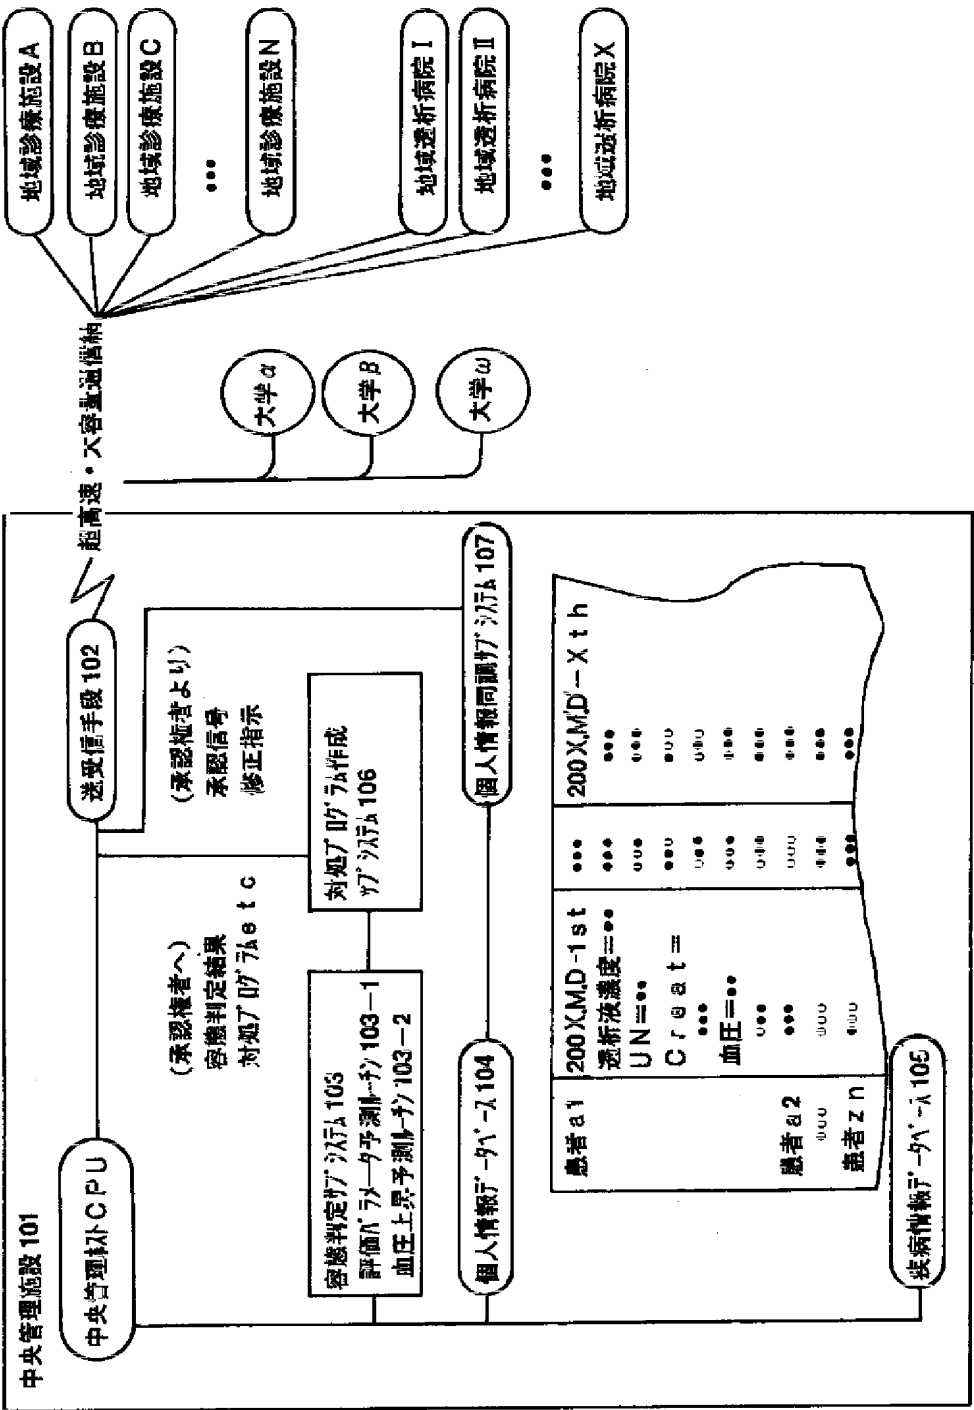 中央管理施設101
中央管理ホストCPU
送受信手段102
超高速・大容量通信網
地域診療施設A
地域診療施設B
地域診療施設C
●●●
地域診療施設N
地域透析病院I
地域透析病院II
●●●
地域透析病院X
大学α
大学β
大学ω
(承認権者へ)
容態判定結果
対処プログラムetc
(承認権者より)
承認信号
修正指示
容態判定サブシステム103
評価パラメータ予測ルーチン103-1
血圧上昇予測ルーチン103-2
対処プログラム作成
サブシステム106
個人情報データベース104
個人情報同調サブシステム107
患者a1
200X,M,D-1st
●●●
200X,M,D-Xth
透析液濃度=●●
UN=●●
Creat=
●●●
血圧=●●
患者a2
患者zn
疾病情報データベース105